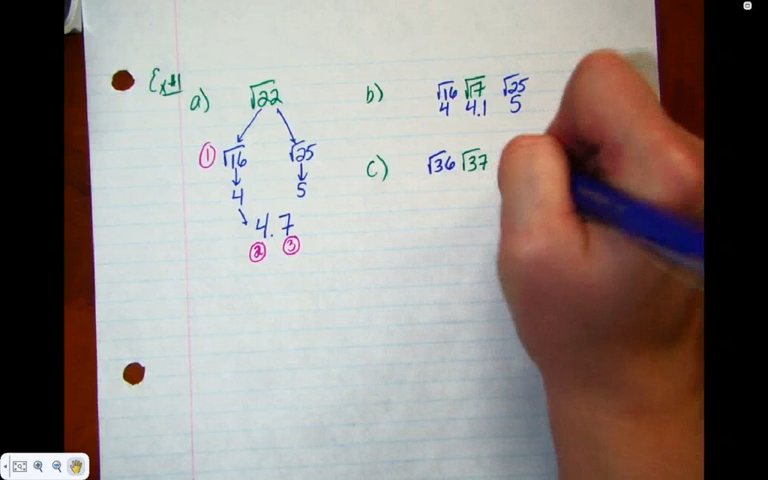 Ex#1
a) √22
① √16 √25
4 5
4.7
② ③
b) √16 √17 √25
4 4.1 5
c) √36 √37